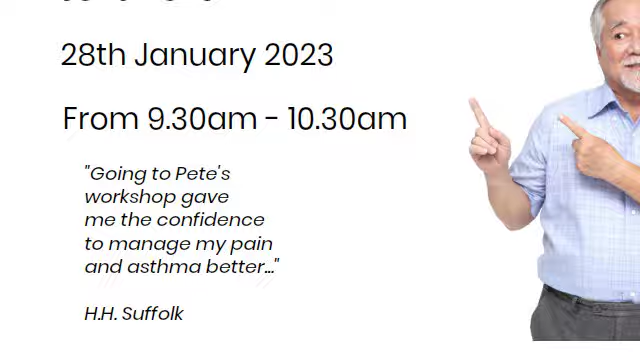 28th January 2023
From 9.30am - 10.30am
"Going to Pete's
workshop gave
me the confidence
to manage my pain
and asthma better..."
H.H. Suffolk